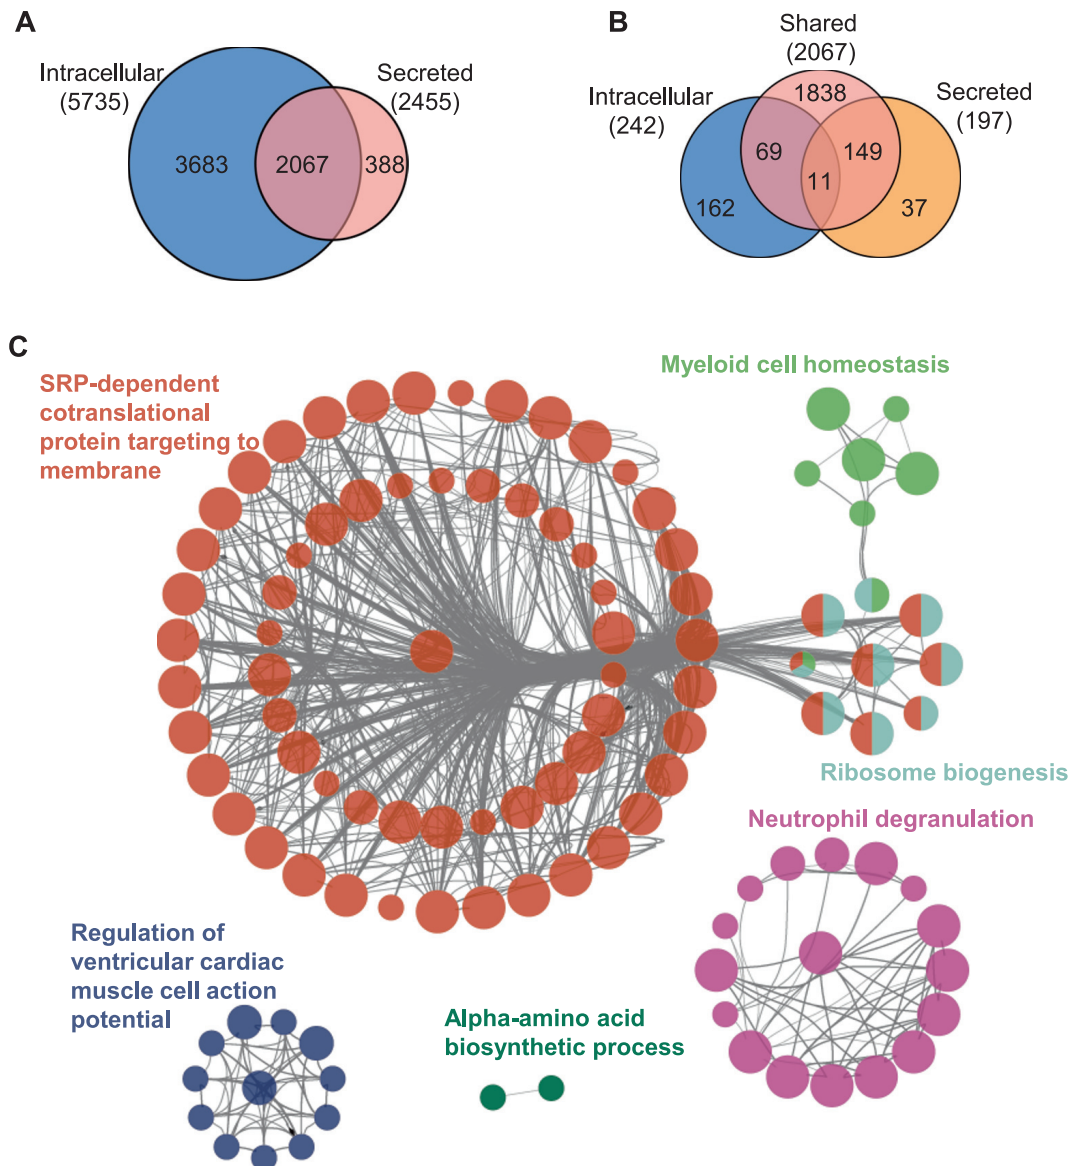 A
Intracellular
(5735)
Secreted
(2455)
3683
2067
388
B
Shared
(2067)
Intracellular
(242)
Secreted
(197)
1838
69
149
11
162
37
C
SRP-dependent
cotranslational
protein targeting to
membrane
Myeloid cell homeostasis
Ribosome biogenesis
Neutrophil degranulation
Regulation of
ventricular cardiac
muscle cell action
potential
Alpha-amino acid
biosynthetic process